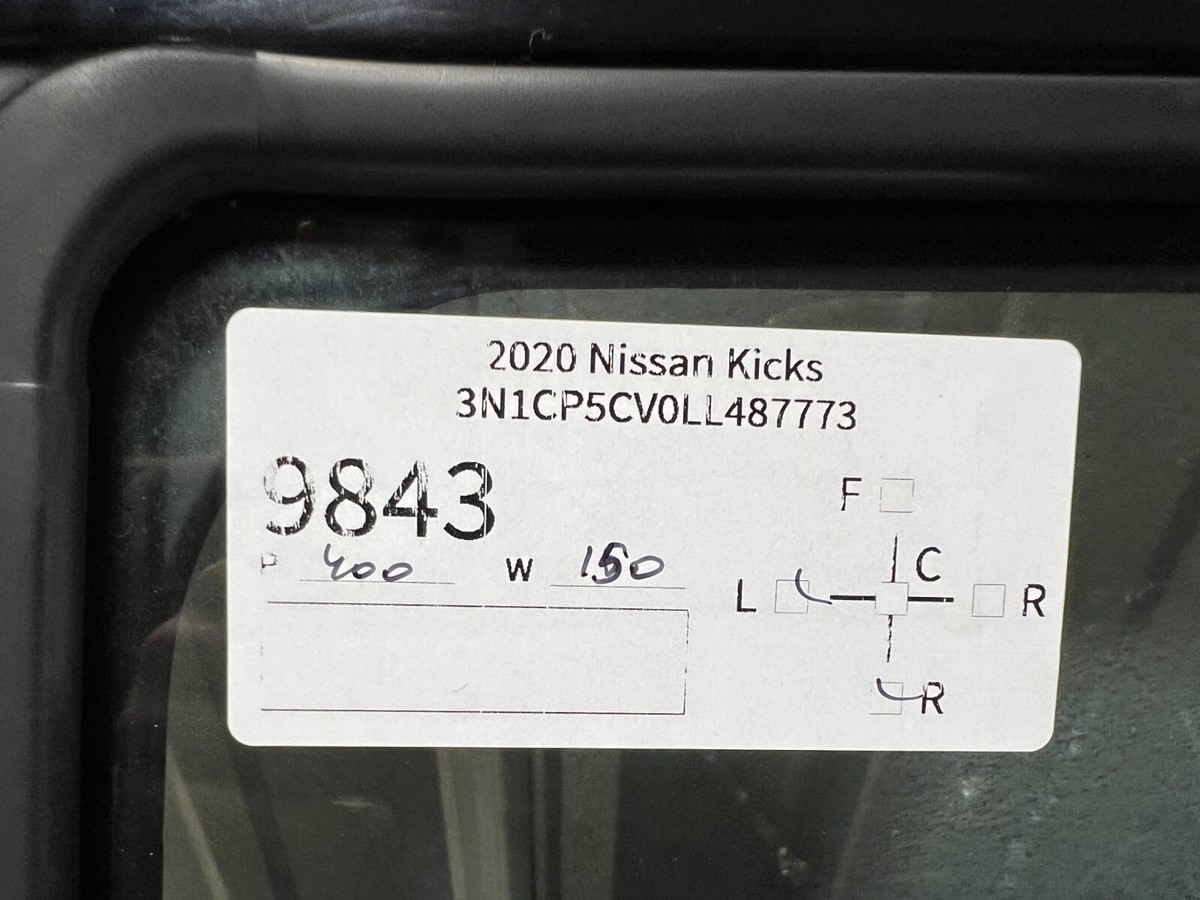 2020 Nissan Kicks
3N1CP5CV0LL487773
9843
F
P 400 W 150
C
L R
R